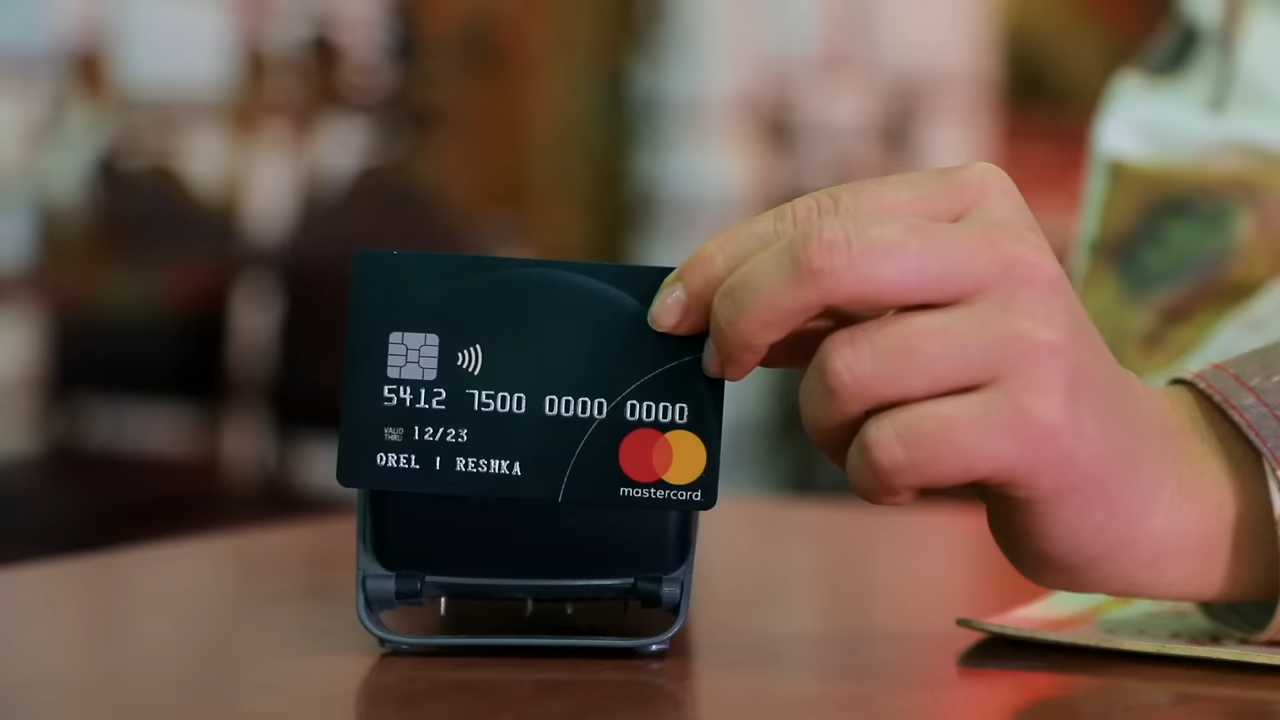 5412 7500 0000 0000
VALID
THRU
12/23
OREL I RESHKA
mastercard.